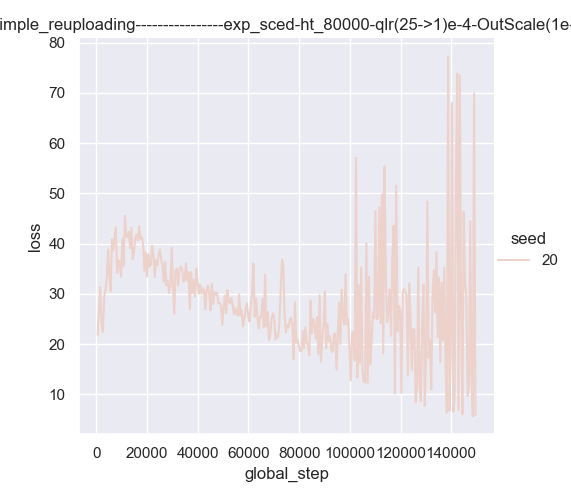 imple_reuploading----------------exp_sced-ht_80000-qlr(25->1)e-4-OutScale(1e-
80
70
60
50
40
30
20
10
loss
seed
20
0 20000 40000 60000 80000 100000 120000 140000
global_step